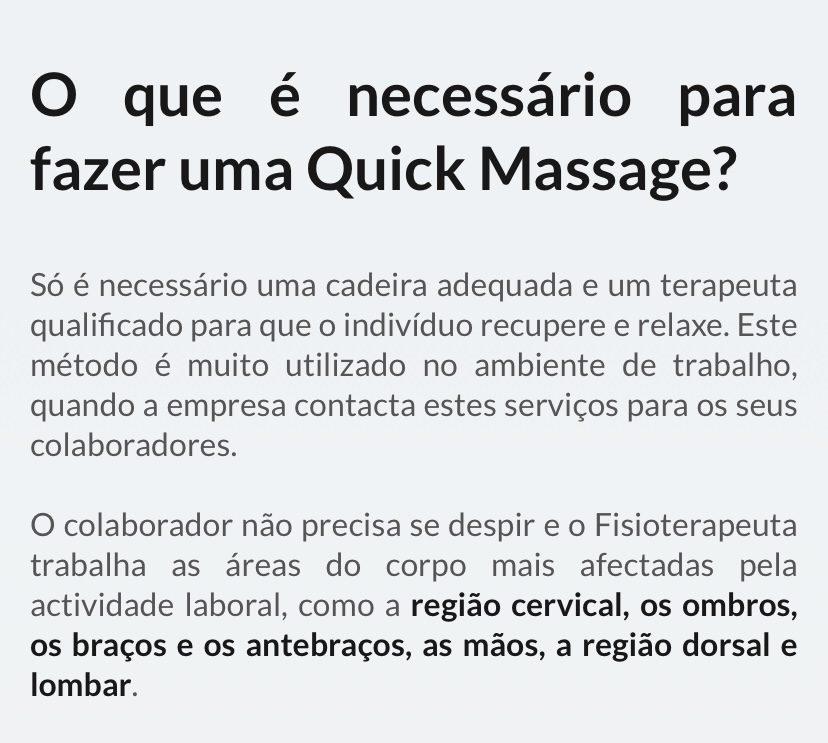 O que é necessário para
fazer uma Quick Massage?
Só é necessário uma cadeira adequada e um terapeuta
qualificado para que o indivíduo recupere e relaxe. Este
método é muito utilizado no ambiente de trabalho,
quando a empresa contacta estes serviços para os seus
colaboradores.
O colaborador não precisa se despir e o Fisioterapeuta
trabalha as áreas do corpo mais afectadas pela
actividade laboral, como a região cervical, os ombros,
os braços e os antebraços, as mãos, a região dorsal e
lombar.